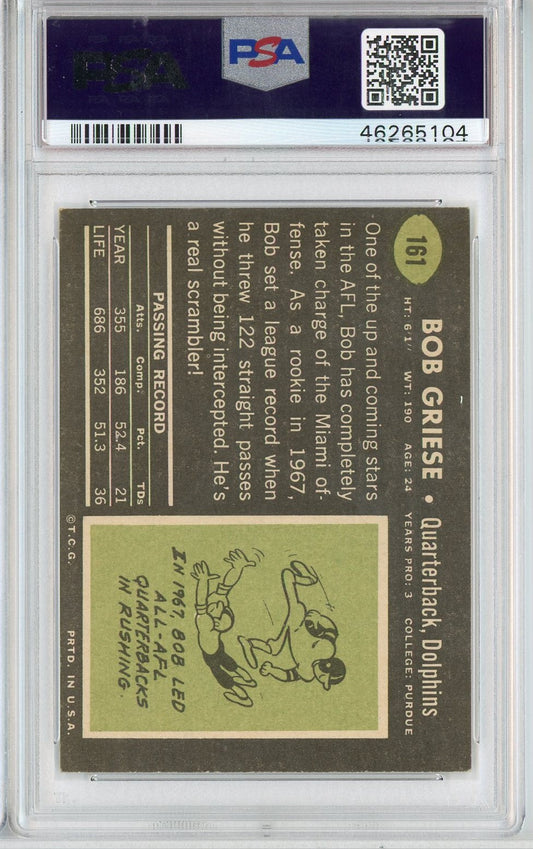 PSA
PSA
46265104
161
BOB GRIESE • Quarterback, Dolphins
HT: 6'1" WT: 190 AGE: 24 YEARS PRO: 3 COLLEGE: PURDUE
One of the up and coming stars
in the AFL, Bob has completely
taken charge of the Miami of-
fense. As a rookie in 1967,
Bob set a league record when
he threw 122 straight passes
without being intercepted. He's
a real scrambler!
PASSING RECORD
Atts. Comp. Pct. TDs
YEAR 355 186 52.4 21
LIFE 686 352 51.3 36
IN 1967, BOB LED
ALL-AFL
QUARTERBACKS
IN RUSHING.
©T.C.G. PRTD. IN U.S.A.